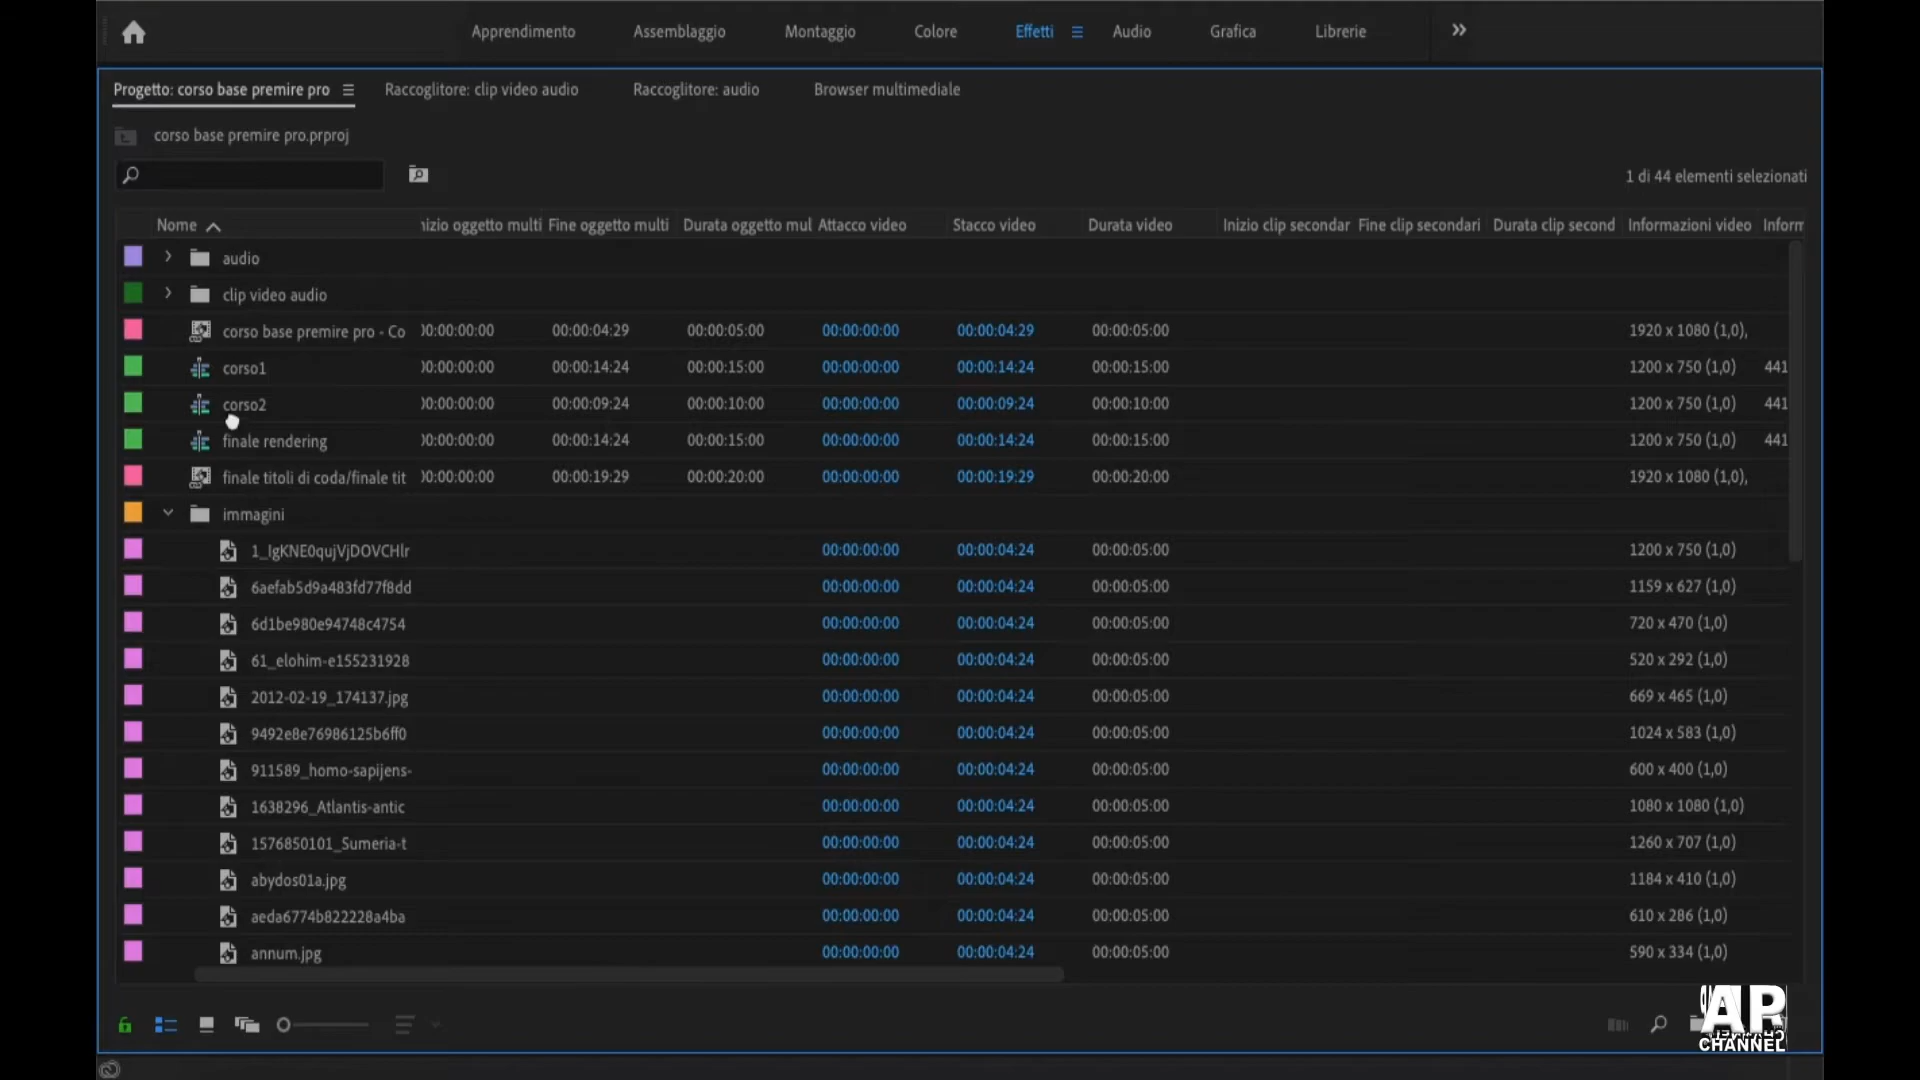 Apprendimento Assemblaggio Montaggio Colore Effetti Audio Grafica Librerie
Progetto: corso base premire pro Raccoglitore: clip video audio Raccoglitore: audio Browser multimediale
corso base premire pro.prproj
1 di 44 elementi selezionati
Nome nizio oggetto multi Fine oggetto multi Durata oggetto mul Attacco video Stacco video Durata video Inizio clip secondar Fine clip secondari Durata clip second Informazioni video Inform
audio
clip video audio
corso base premire pro - Co 00:00:00:00 00:00:04:29 00:00:05:00 00:00:00:00 00:00:04:29 00:00:05:00 1920 x 1080 (1,0),
corso1 00:00:00:00 00:00:14:24 00:00:15:00 00:00:00:00 00:00:14:24 00:00:15:00 1200 x 750 (1,0) 441
corso2 00:00:00:00 00:00:09:24 00:00:10:00 00:00:00:00 00:00:09:24 00:00:10:00 1200 x 750 (1,0) 441
finale rendering 00:00:00:00 00:00:14:24 00:00:15:00 00:00:00:00 00:00:14:24 00:00:15:00 1200 x 750 (1,0) 441
finale titoli di coda/finale tit 00:00:00:00 00:00:19:29 00:00:20:00 00:00:00:00 00:00:19:29 00:00:20:00 1920 x 1080 (1,0),
immagini
1_IgKNE0qujVjDOVCHlr 00:00:00:00 00:00:04:24 00:00:05:00 1200 x 750 (1,0)
6aefab5d9a483fd77f8dd 00:00:00:00 00:00:04:24 00:00:05:00 1159 x 627 (1,0)
6d1be980e94748c4754 00:00:00:00 00:00:04:24 00:00:05:00 720 x 470 (1,0)
61_elohim-e155231928 00:00:00:00 00:00:04:24 00:00:05:00 520 x 292 (1,0)
2012-02-19_174137.jpg 00:00:00:00 00:00:04:24 00:00:05:00 669 x 465 (1,0)
9492e8e76986125b6ff0 00:00:00:00 00:00:04:24 00:00:05:00 1024 x 583 (1,0)
911589_homo-sapijens- 00:00:00:00 00:00:04:24 00:00:05:00 600 x 400 (1,0)
1638296_Atlantis-antic 00:00:00:00 00:00:04:24 00:00:05:00 1080 x 1080 (1,0)
1576850101_Sumeria-t 00:00:00:00 00:00:04:24 00:00:05:00 1260 x 707 (1,0)
abydos01a.jpg 00:00:00:00 00:00:04:24 00:00:05:00 1184 x 410 (1,0)
aeda6774b822228a4ba 00:00:00:00 00:00:04:24 00:00:05:00 610 x 286 (1,0)
annum.jpg 00:00:00:00 00:00:04:24 00:00:05:00 590 x 334 (1,0)
AP
CHANNEL